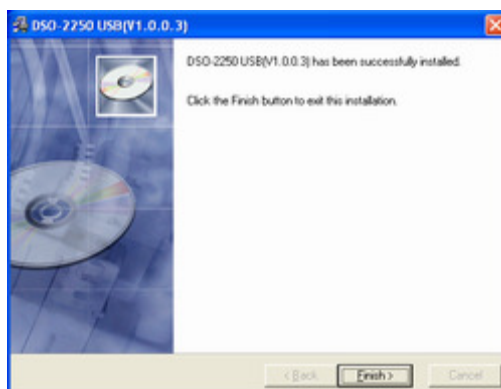 DSO-2250 USB(V1.0.0.3)
DSO-2250 USB(V1.0.0.3) has been successfully installed.
Click the Finish button to exit this installation.
< Back
Finish >
Cancel